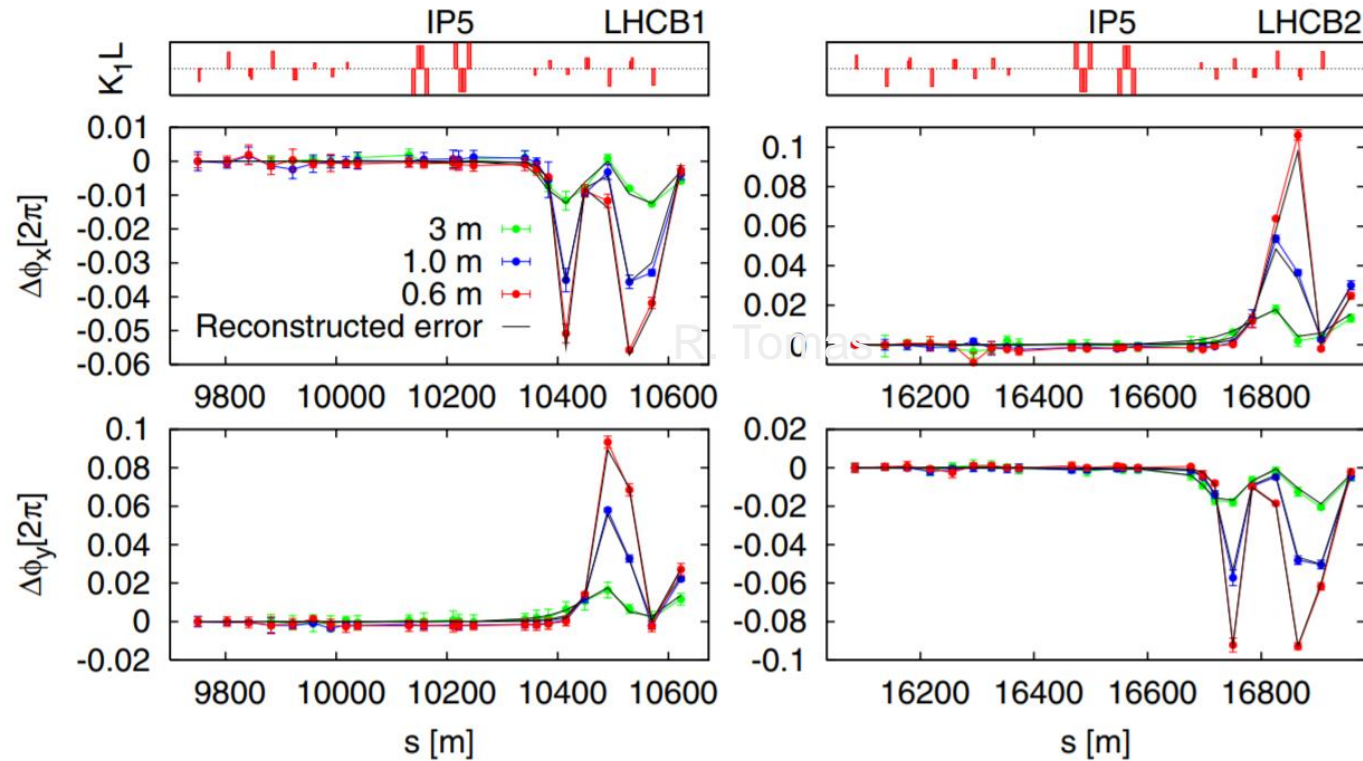 IP5 LHCB1
IP5 LHCB2
K₁L
Δϕₓ[2π]
0.01
0
-0.01
-0.02
-0.03
-0.04
-0.05
-0.06
3 m
1.0 m
0.6 m
Reconstructed error
9800 10000 10200 10400 10600
0.1
0.08
0.06
0.04
0.02
0
R. Tomas
16200 16400 16600 16800
Δϕy[2π]
0.1
0.08
0.06
0.04
0.02
0
-0.02
9800 10000 10200 10400 10600
s [m]
0.02
0
-0.02
-0.04
-0.06
-0.08
-0.1
16200 16400 16600 16800
s [m]